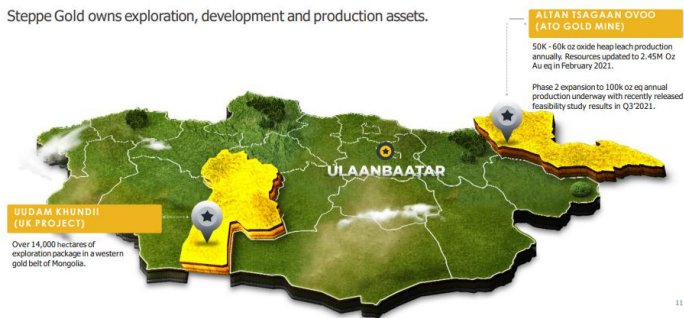 Steppe Gold owns exploration, development and production assets.
ALTAN TSAGAAN OVOO
(ATO GOLD MINE)
50K - 60k oz oxide heap leach production
annually. Resources updated to 2.45M Oz
Au eq in February 2021.
Phase 2 expansion to 100k oz eq annual
production underway with recently released
feasibility study results in Q3'2021.
ULAANBAATAR
UUDAM KHUNDII
(UK PROJECT)
Over 14,000 hectares of
exploration package in a western
gold belt of Mongolia.
11